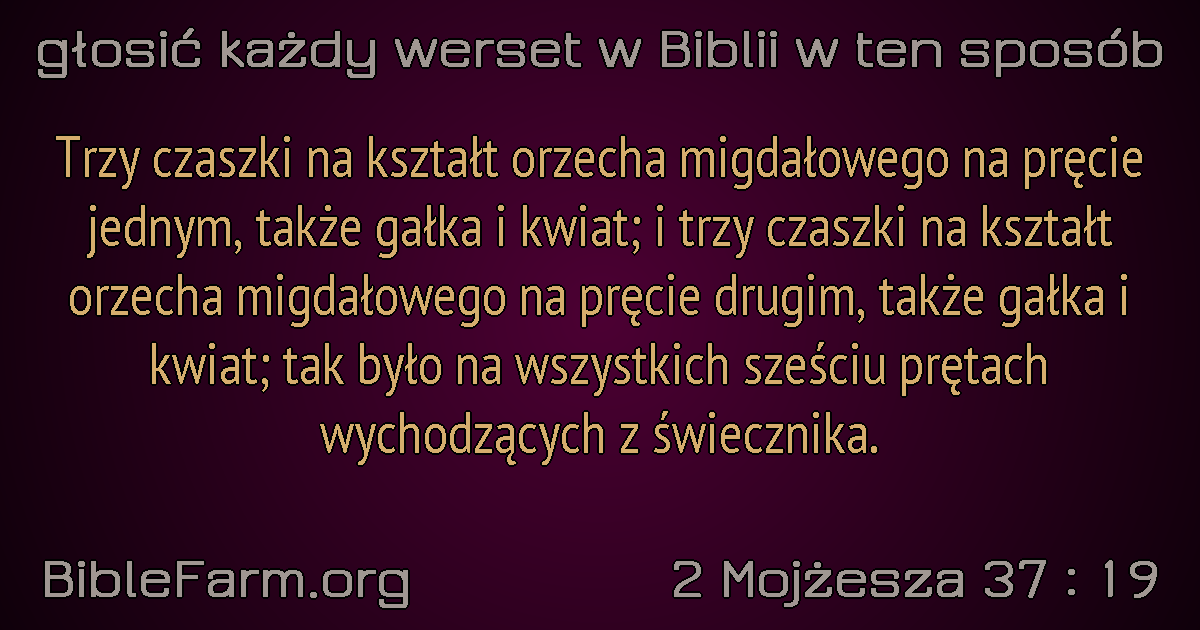 głosić każdy werset w Biblii w ten sposób
Trzy czaszki na kształt orzecha migdałowego na pręcie
jednym, także gałka i kwiat; i trzy czaszki na kształt
orzecha migdałowego na pręcie drugim, także gałka i
kwiat; tak było na wszystkich sześciu prętach
wychodzących z świecznika.
BibleFarm.org
2 Mojżesza 37 : 19